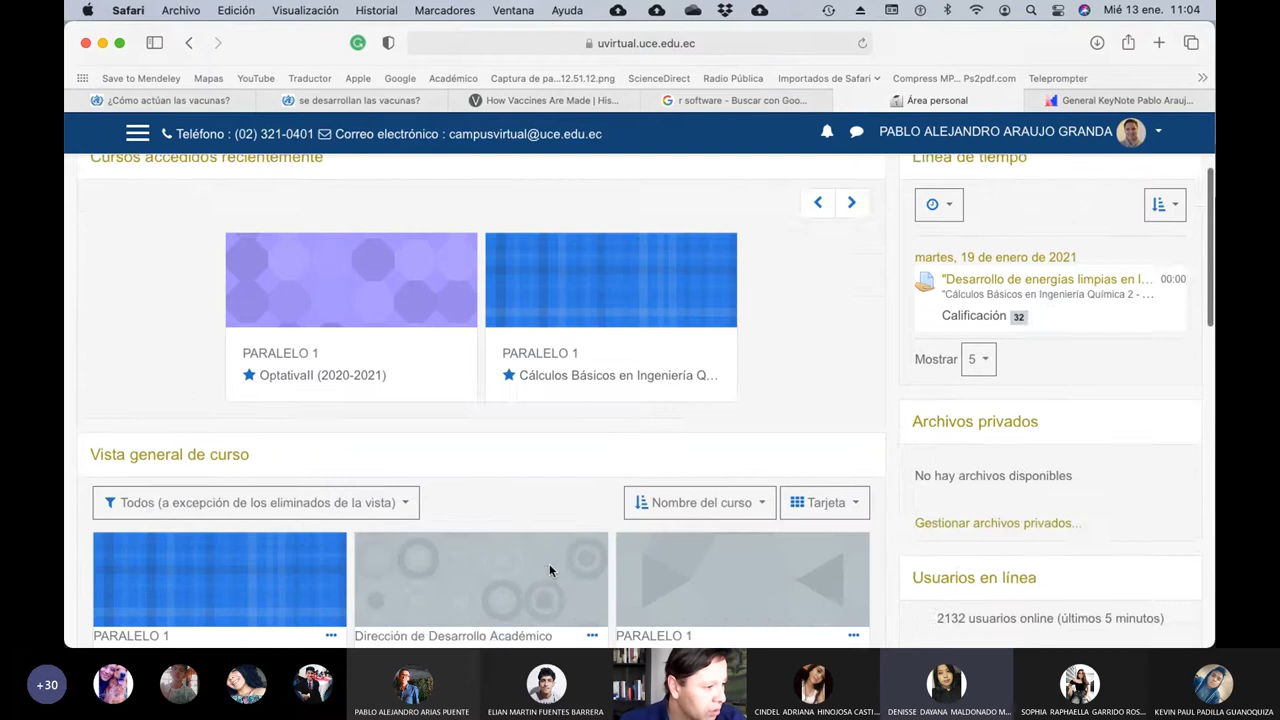 Safari Archivo Edición Visualización Historial Marcadores Ventana Ayuda Mié 13 ene. 11:04
uvirtual.uce.edu.ec
Save to Mendeley Mapas YouTube Traductor Apple Google Académico Captura de pa...12.51.12.png ScienceDirect Radio Pública Importados de Safari Compress MP... Ps2pdf.com Teleprompter
¿Cómo actúan las vacunas? se desarrollan las vacunas? How Vaccines Are Made | His... r software - Buscar con Goo... Área personal General KeyNote Pablo Arauj...
Teléfono : (02) 321-0401 Correo electrónico : campusvirtual@uce.edu.ec PABLO ALEJANDRO ARAUJO GRANDA
Cursos accedidos recientemente
PARALELO 1
OptativaII (2020-2021)
PARALELO 1
Cálculos Básicos en Ingeniería Q...
Vista general de curso
Todos (a excepción de los eliminados de la vista) Nombre del curso Tarjeta
PARALELO 1 ••• Dirección de Desarrollo Académico ••• PARALELO 1 •••
Línea de tiempo
martes, 19 de enero de 2021
"Desarrollo de energías limpias en l... 00:00
"Cálculos Básicos en Ingeniería Química 2 - ...
Calificación 32
Mostrar 5
Archivos privados
No hay archivos disponibles
Gestionar archivos privados...
Usuarios en línea
2132 usuarios online (últimos 5 minutos)
+30 PABLO ALEJANDRO ARIAS PUENTE ELIAN MARTIN FUENTES BARRERA CINDEL ADRIANA HINOJOSA CASTI... DENISSE DAYANA MALDONADO M... SOPHIA RAPHAELLA GARRIDO ROS... KEVIN PAUL PADILLA GUANOQUIZA